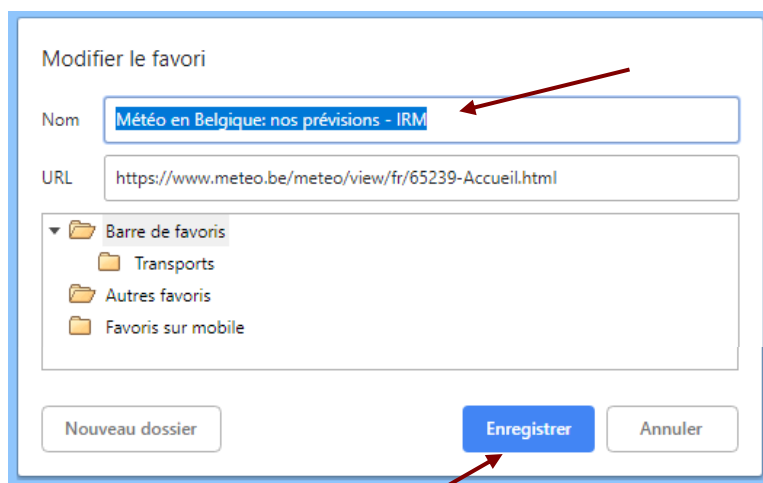 Modifier le favori
Nom Météo en Belgique: nos prévisions - IRM
URL https://www.meteo.be/meteo/view/fr/65239-Accueil.html
Barre de favoris
Transports
Autres favoris
Favoris sur mobile
Nouveau dossier Enregistrer Annuler